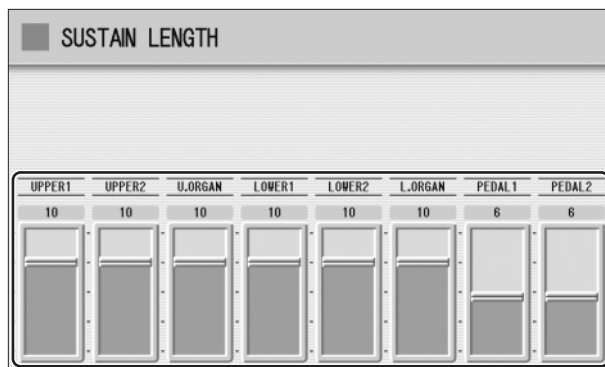 SUSTAIN LENGTH
UPPER1 UPPER2 U.ORGAN LOWER1 LOWER2 L.ORGAN PEDAL1 PEDAL2
10 10 10 10 10 10 6 6